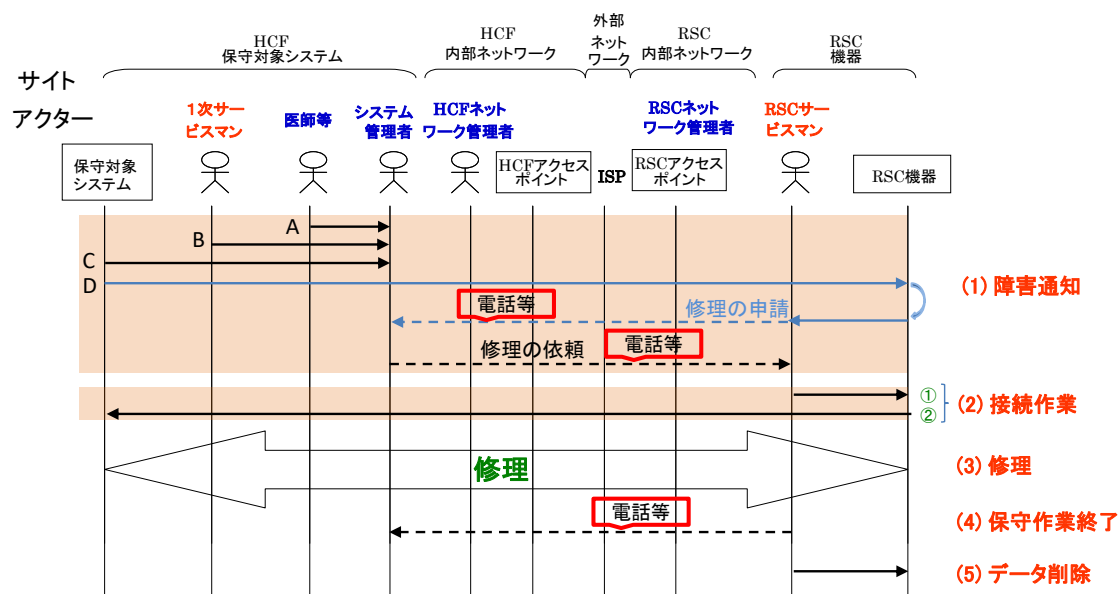 HCF
保守対象システム
HCF
内部ネットワーク
外部
ネット
ワーク
RSC
内部ネットワーク
RSC
機器
サイト
アクター
1次サー
ビスマン
医師等
システム
管理者
HCFネット
ワーク管理者
RSCネット
ワーク管理者
RSCサー
ビスマン
保守対象
システム
HCFアクセス
ポイント
ISP
RSCアクセス
ポイント
RSC機器
A
B
C
D
(1) 障害通知
電話等
修理の申請
電話等
修理の依頼
①
②
(2) 接続作業
修理
(3) 修理
電話等
(4) 保守作業終了
(5) データ削除